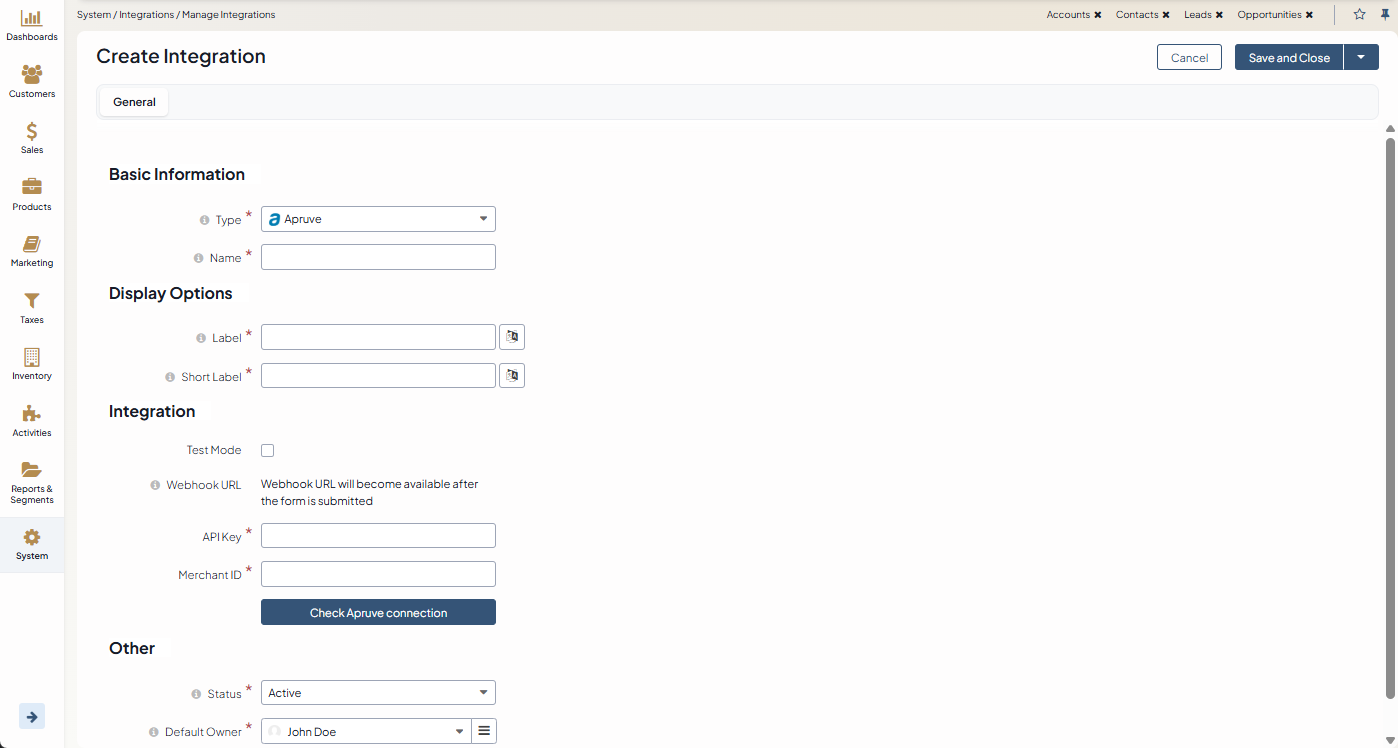 System / Integrations / Manage Integrations
Accounts ✖ Contacts ✖ Leads ✖ Opportunities ✖
Dashboards
Customers
Sales
Products
Marketing
Taxes
Inventory
Activities
Reports &
Segments
System
Create Integration
Cancel
Save and Close
General
Basic Information
Type *
Apruve
Name *
Display Options
Label *
Short Label *
Integration
Test Mode
Webhook URL
Webhook URL will become available after
the form is submitted
API Key *
Merchant ID *
Check Apruve connection
Other
Status *
Active
Default Owner *
John Doe